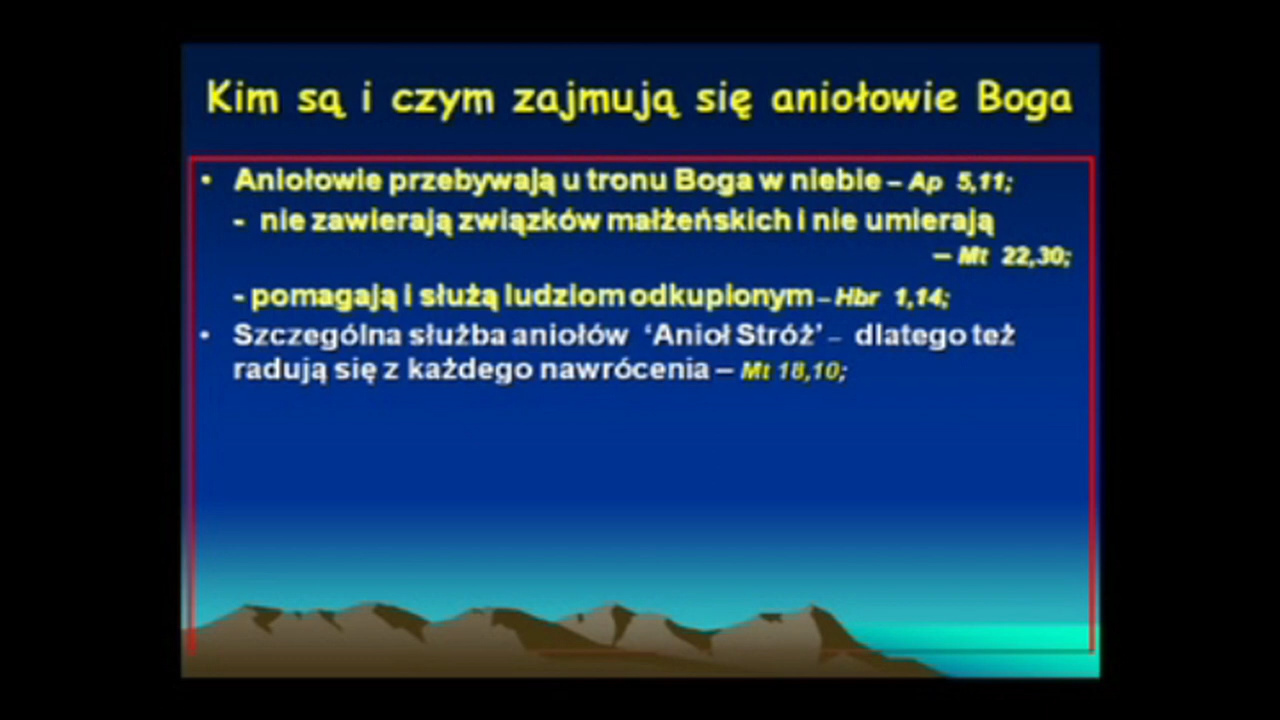 Kim są i czym zajmują się aniołowie Boga
• Aniołowie przebywają u tronu Boga w niebie – Ap 5,11;
- nie zawierają związków małżeńskich i nie umierają
– Mt 22,30;
- pomagają i służą ludziom odkupionym – Hbr 1,14;
• Szczególna służba aniołów ‘Anioł Stróż’ – dlatego też
radują się z każdego nawrócenia – Mt 18,10;